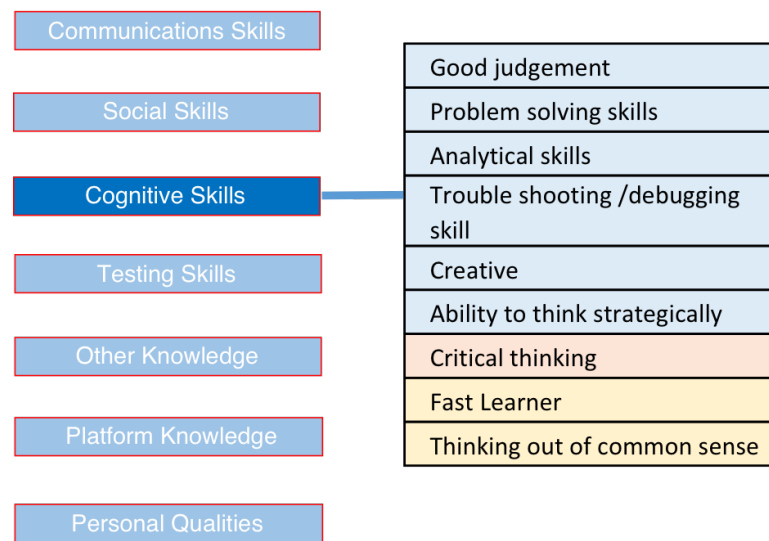 Communications Skills
Social Skills
Cognitive Skills
Testing Skills
Other Knowledge
Platform Knowledge
Personal Qualities
Good judgement
Problem solving skills
Analytical skills
Trouble shooting /debugging
skill
Creative
Ability to think strategically
Critical thinking
Fast Learner
Thinking out of common sense